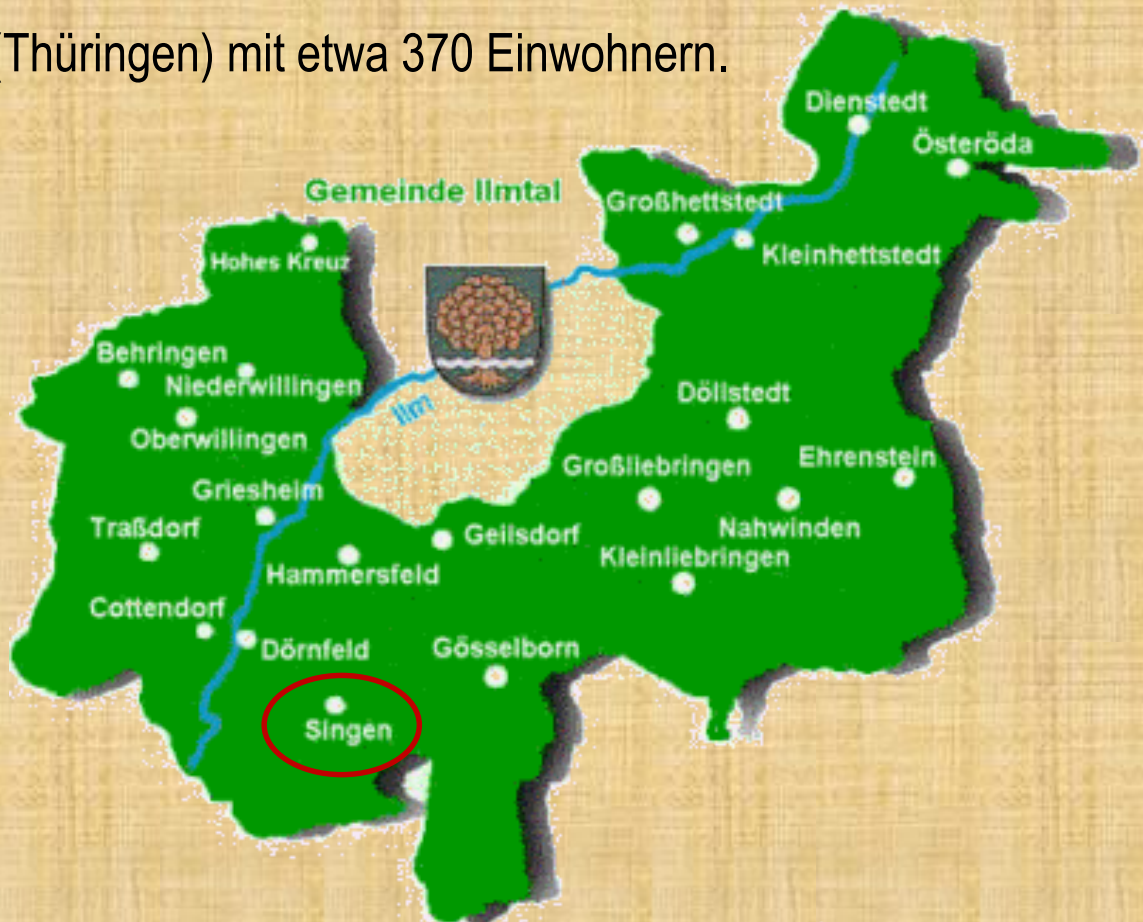 (Thüringen) mit etwa 370 Einwohnern.
Dienstedt
Österöda
Gemeinde Ilmtal
Großhettstedt
Kleinhettstedt
Hohes Kreuz
Behringen
Niederwillingen
Ilm
Döllstedt
Oberwillingen
Großliebringen
Ehrenstein
Griesheim
Traßdorf
Geilsdorf
Nahwinden
Kleinliebringen
Hammersfeld
Cottendorf
Dörnfeld
Gösselborn
Singen